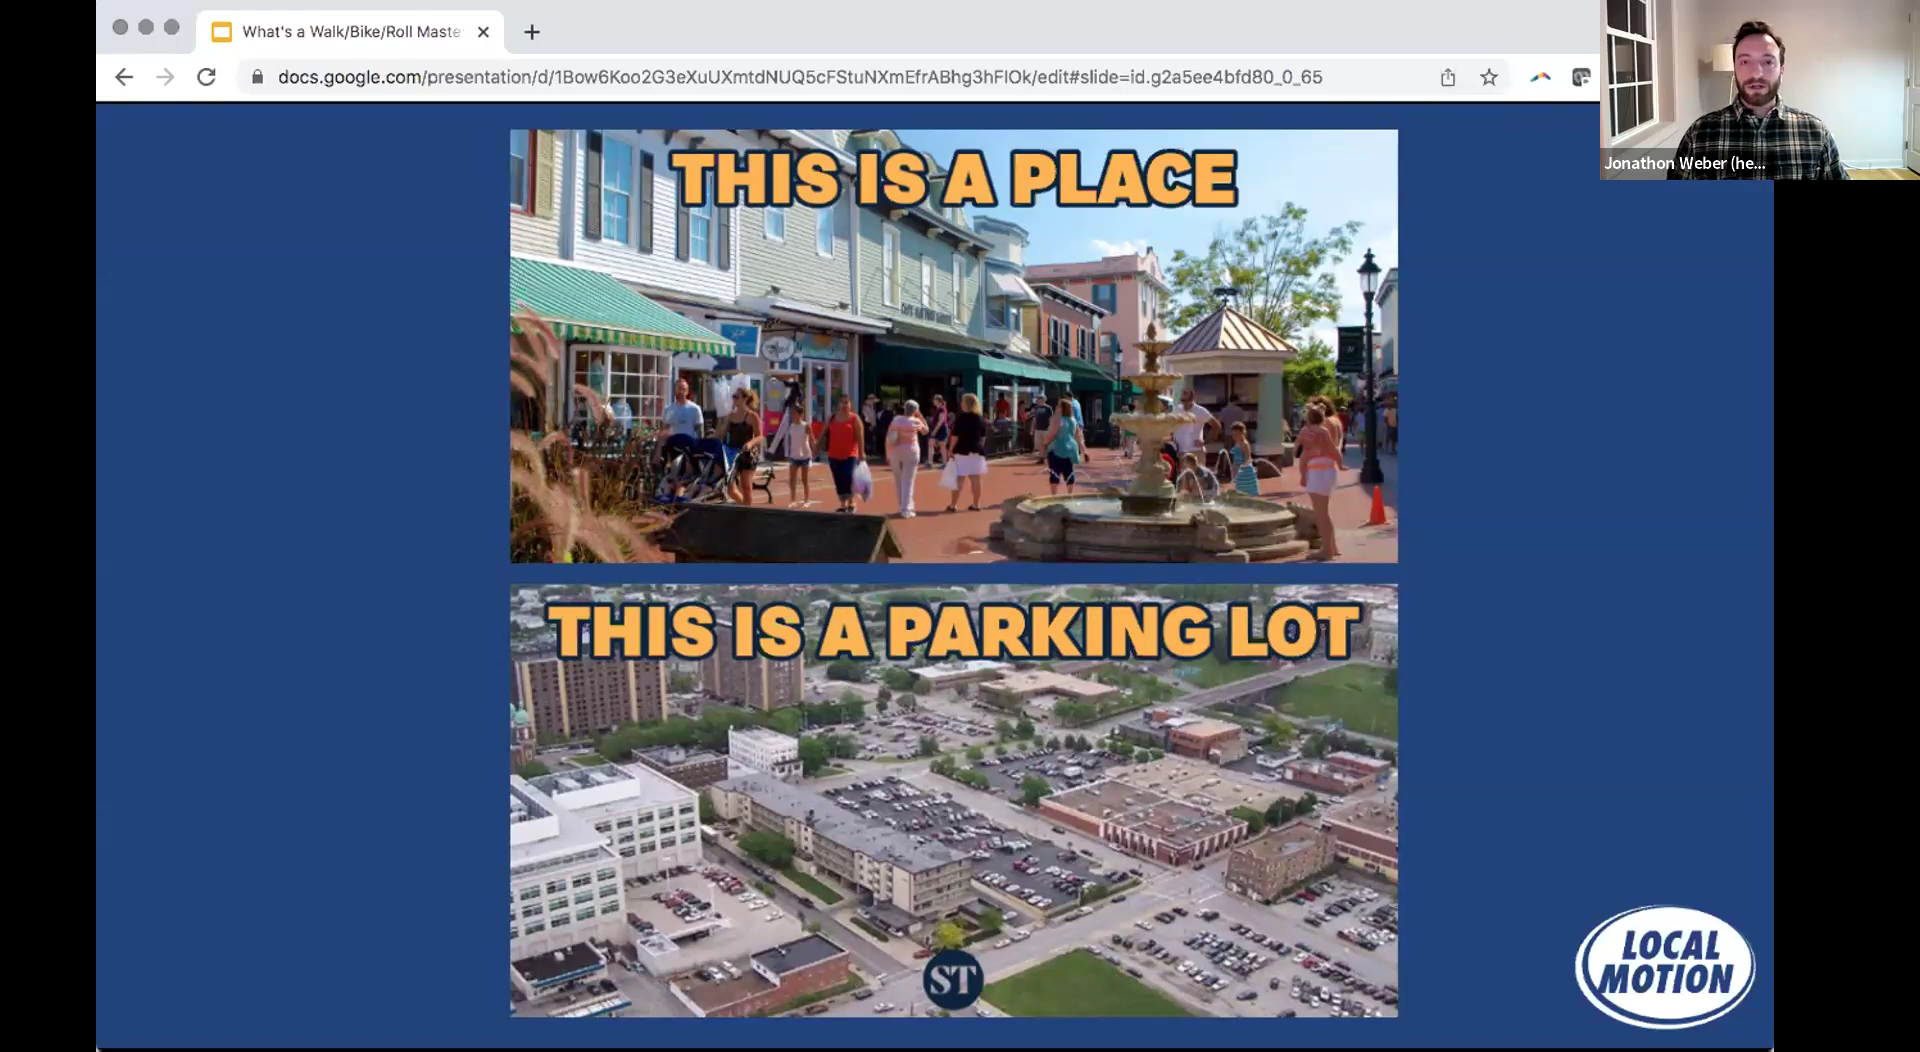 What's a Walk/Bike/Roll Maste
docs.google.com/presentation/d/1Bow6Koo2G3eXuUXmtdNUQ5cFStuNXmEfrABhg3hFlOk/edit#slide=id.g2a5ee4bfd80_0_65
Jonathon Weber (he...
THIS IS A PLACE
THIS IS A PARKING LOT
ST
LOCAL
MOTION